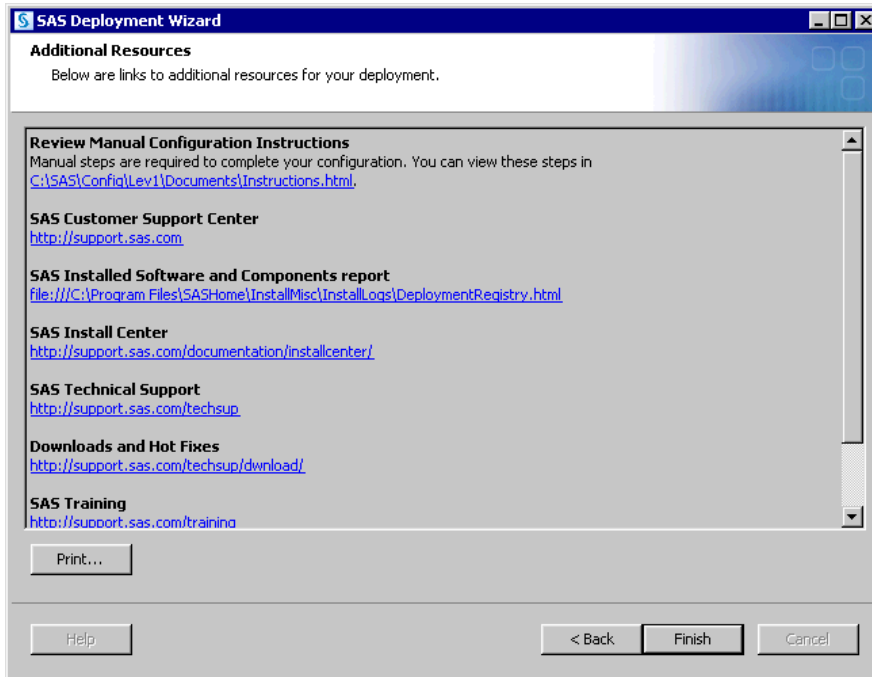 SAS Deployment Wizard
Additional Resources
Below are links to additional resources for your deployment.
Review Manual Configuration Instructions
Manual steps are required to complete your configuration. You can view these steps in
C:\SAS\Config\Lev1\Documents\Instructions.html.
SAS Customer Support Center
http://support.sas.com
SAS Installed Software and Components report
file:///C:\Program Files\SASHome\InstallMisc\InstallLogs\DeploymentRegistry.html
SAS Install Center
http://support.sas.com/documentation/installcenter/
SAS Technical Support
http://support.sas.com/techsup
Downloads and Hot Fixes
http://support.sas.com/techsup/dwnload/
SAS Training
http://support.sas.com/training
Print...
Help
< Back
Finish
Cancel